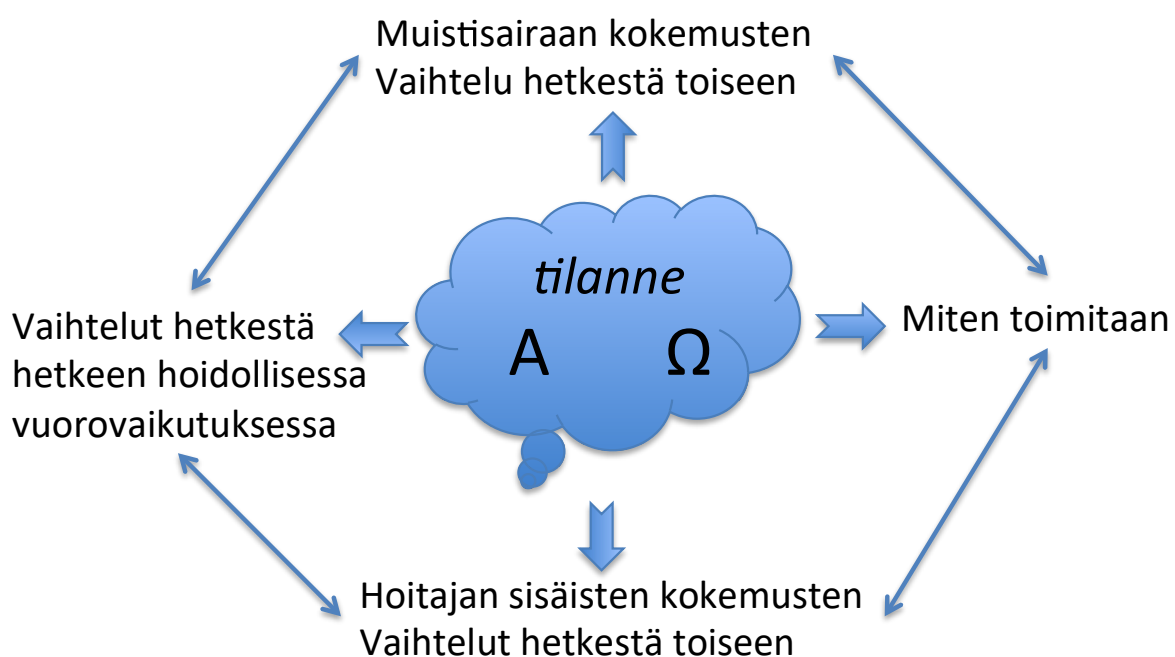 Muistisairaan kokemusten
Vaihtelu hetkestä toiseen
tilanne
Α Ω
Vaihtelut hetkestä
hetkeen hoidollisessa
vuorovaikutuksessa
Miten toimitaan
Hoitajan sisäisten kokemusten
Vaihtelut hetkestä toiseen